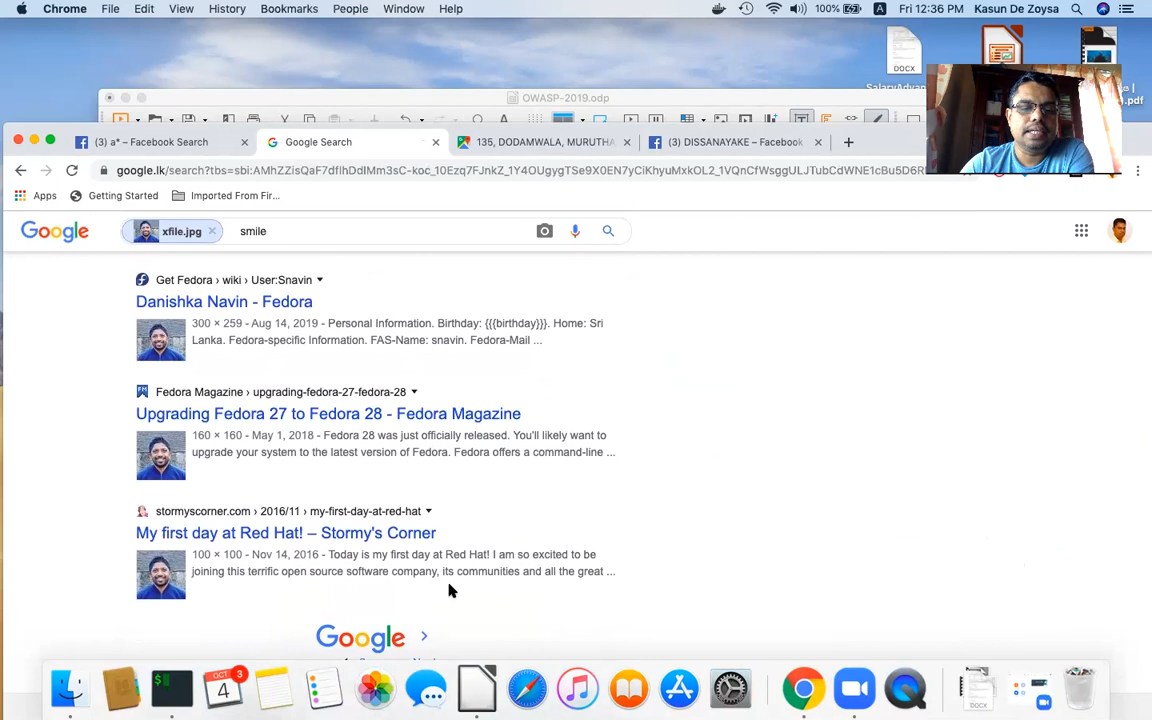 Chrome File Edit View History Bookmarks People Window Help 100% A Fri 12:36 PM Kasun De Zoysa
DOCX
.pdf
OWASP-2019.odp
(3) a* – Facebook Search Google Search 135, DODAMWALA, MURUTHA (3) DISSANAYAKE – Facebook
Apps Getting Started Imported From Fir...
Google xfile.jpg smile
Get Fedora › wiki › User:Snavin
Danishka Navin - Fedora
300 × 259 - Aug 14, 2019 - Personal Information. Birthday: {{{birthday}}}. Home: Sri
Lanka. Fedora-specific Information. FAS-Name: snavin. Fedora-Mail ...
Fedora Magazine › upgrading-fedora-27-fedora-28
Upgrading Fedora 27 to Fedora 28 - Fedora Magazine
160 × 160 - May 1, 2018 - Fedora 28 was just officially released. You'll likely want to
upgrade your system to the latest version of Fedora. Fedora offers a command-line ...
stormyscorner.com › 2016/11 › my-first-day-at-red-hat
My first day at Red Hat! – Stormy's Corner
100 × 100 - Nov 14, 2016 - Today is my first day at Red Hat! I am so excited to be
joining this terrific open source software company, its communities and all the great ...
Google
OCT 3
4
DOCX